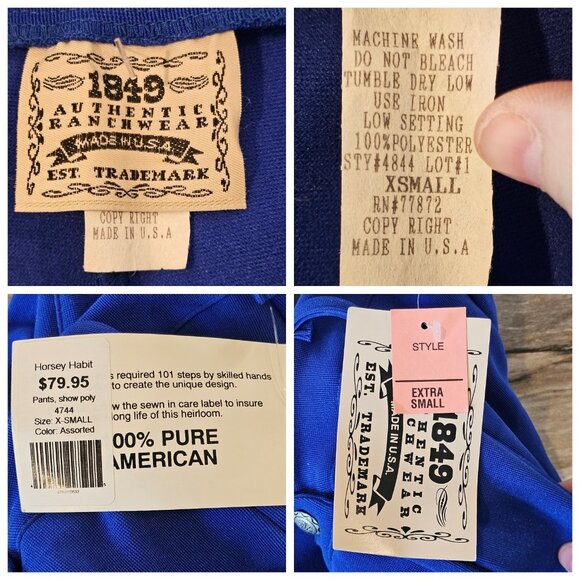 1849
AUTHENTIC
RANCHWEAR
MADE IN U.S.A.
EST. TRADEMARK
COPY RIGHT
MADE IN U.S.A
MACHINE WASH
DO NOT BLEACH
TUMBLE DRY LOW
USE IRON
LOW SETTING
100%POLYESTER
STY#4844 LOT#1
XSMALL
RN#77872
COPY RIGHT
MADE IN U.S.A
Horsey Habit
$79.95
Pants, show poly
4744
Size: X-SMALL
Color: Assorted
required 101 steps by skilled hands
to create the unique design.
the sewn in care label to insure
long life of this heirloom.
00% PURE
AMERICAN
STYLE
EXTRA
SMALL
1849
HENTIC
CHWEAR
MADE IN U.S.A.
EST. TRADEMARK